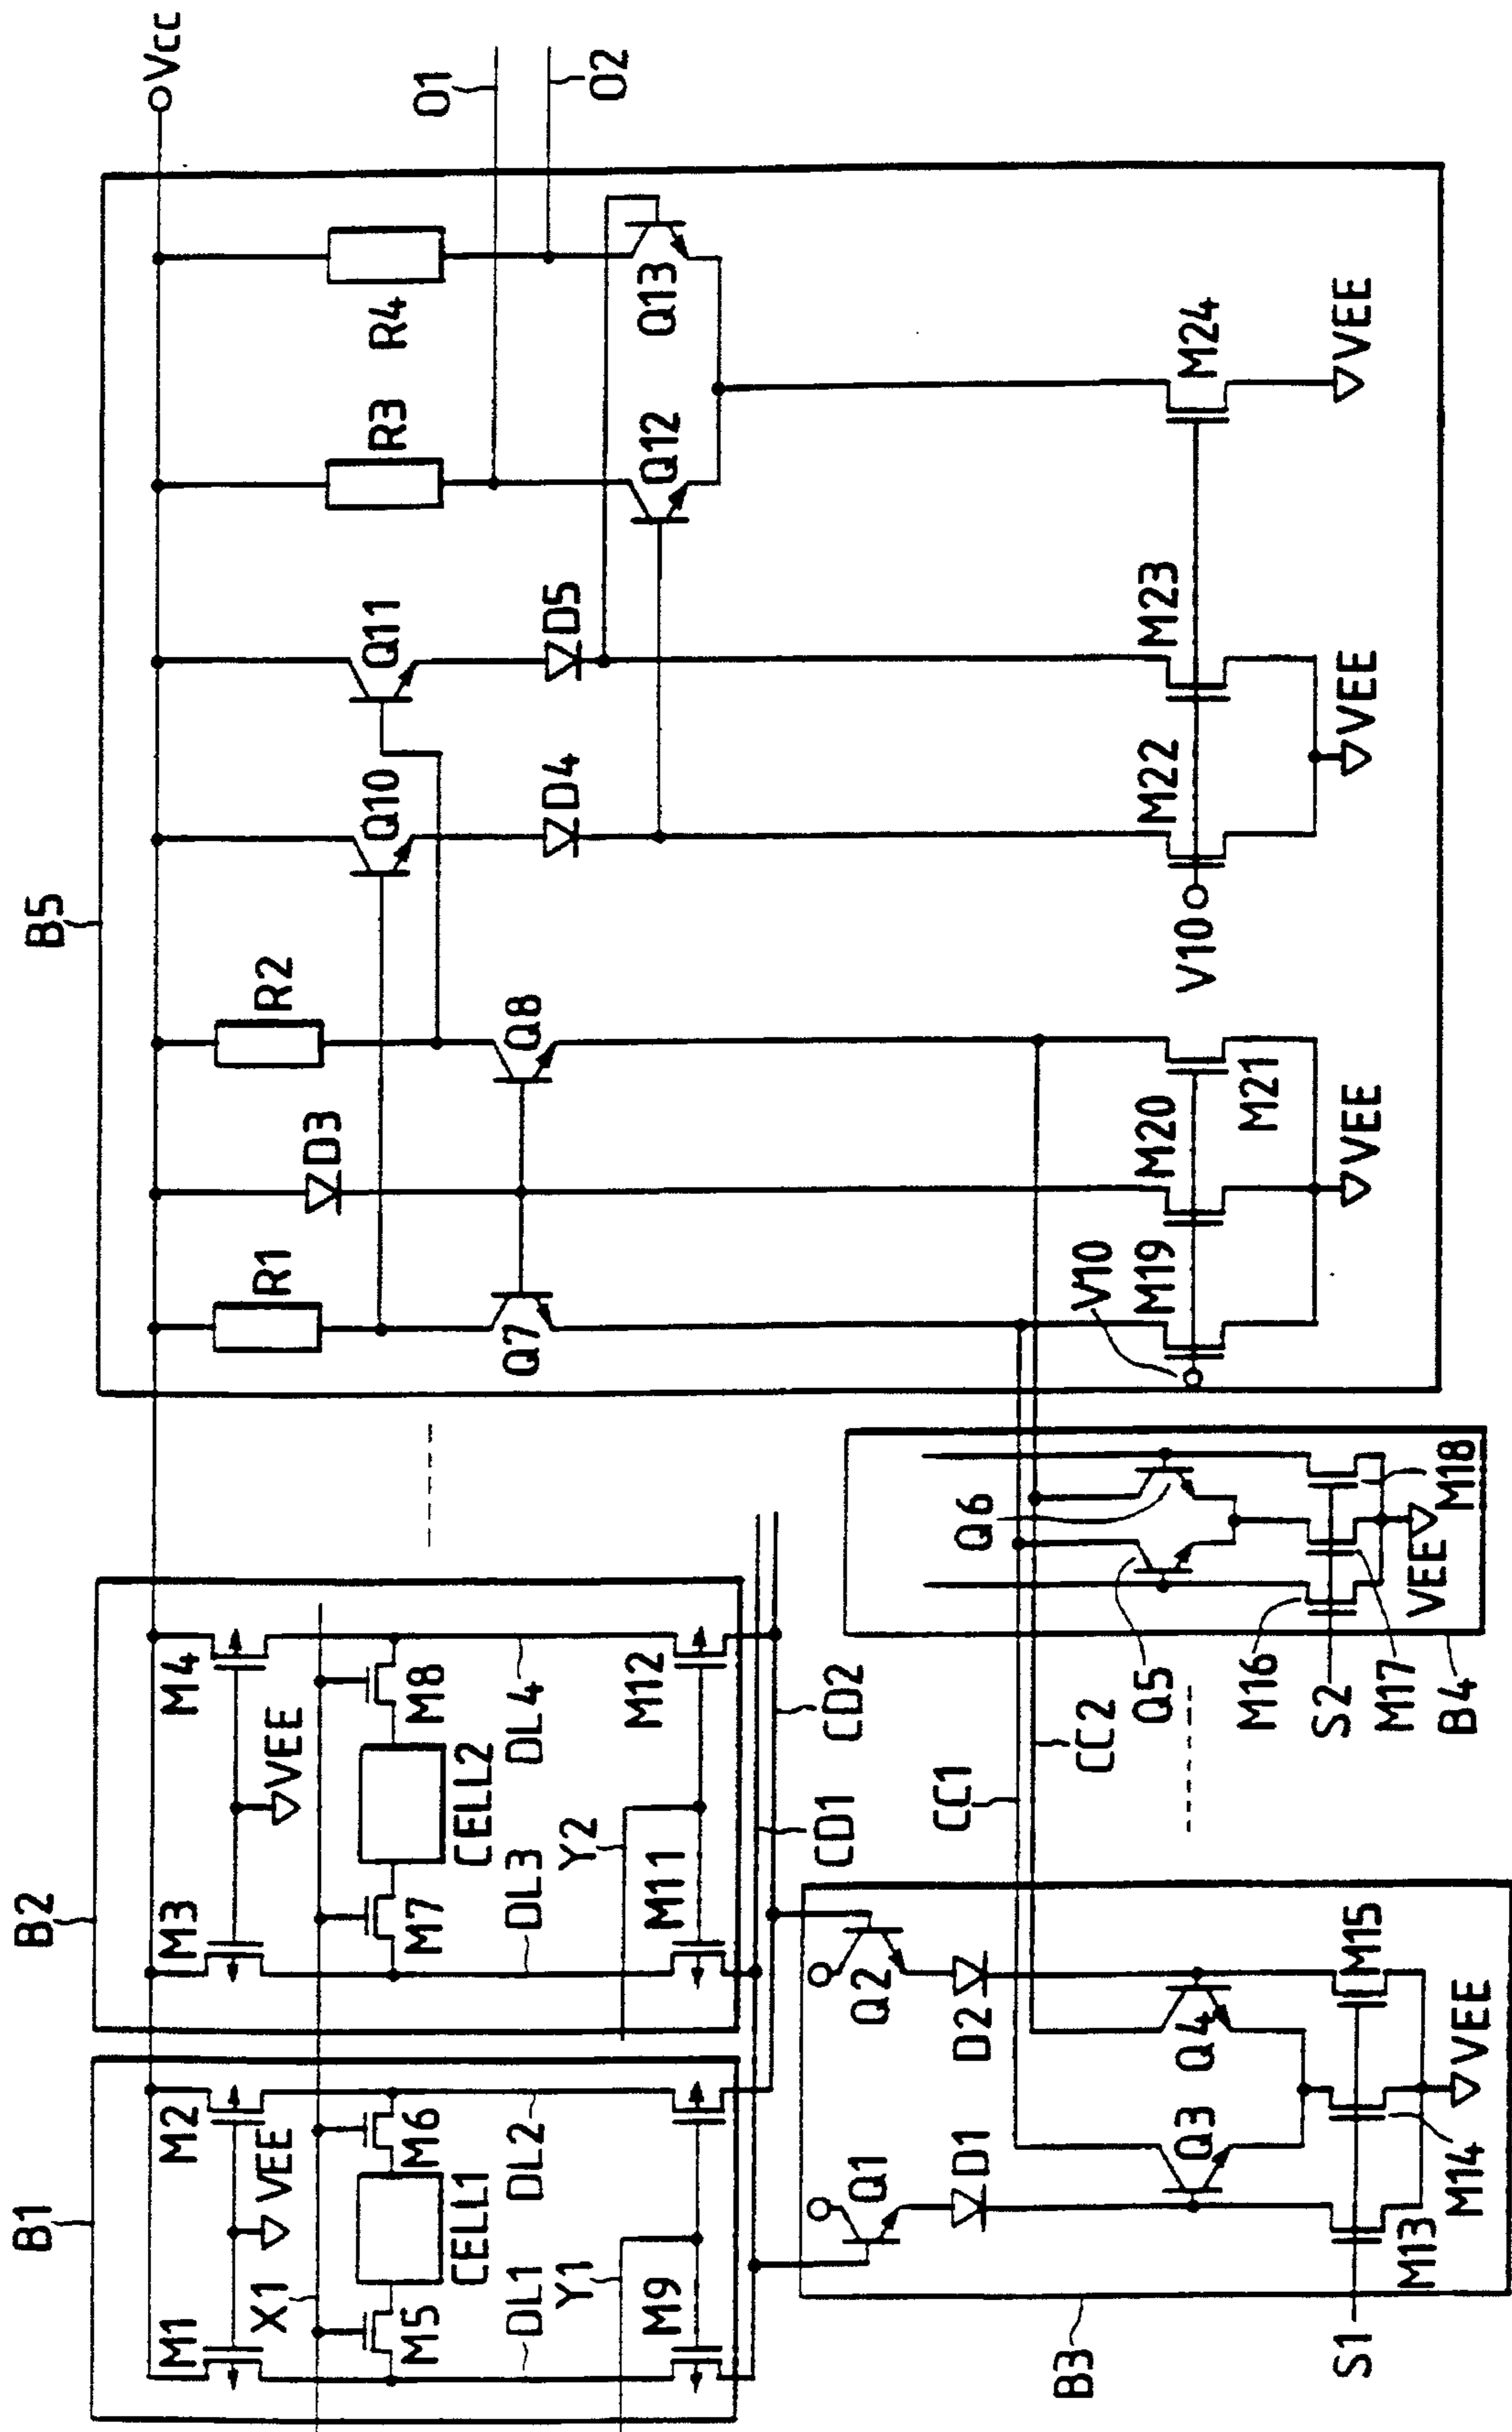 B1
B2
B5
Vcc
M1
M2
VEE
X1
M5
M6
CELL1
DL1
DL2
Y1
M9
M3
M4
VEE
M7
M8
CELL2
DL3
DL4
Y2
M11
M12
CD1
CD2
R1
D3
R2
Q7
Q8
Q10
Q11
D4
D5
R3
R4
O1
O2
Q12
Q13
V10
M19
M20
M21
VEE
V10
M22
M23
VEE
M24
VEE
CC1
CC2
Q1
Q2
D1
D2
Q3
Q4
M13
M14
M15
VEE
S1
B3
Q5
Q6
M16
S2
M17
B4
M18
VEE